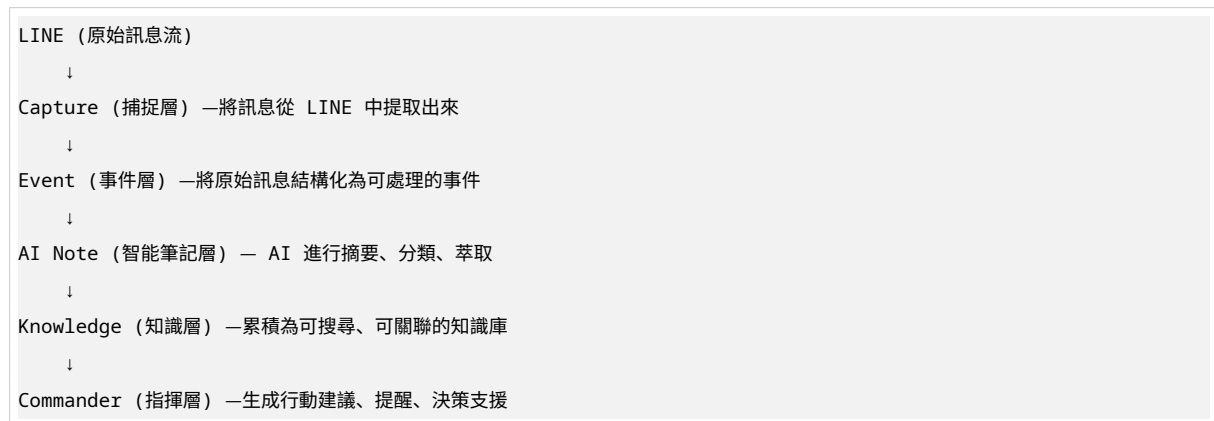 LINE (原始訊息流)
↓
Capture (捕捉層) —將訊息從 LINE 中提取出來
↓
Event (事件層) —將原始訊息結構化為可處理的事件
↓
AI Note (智能筆記層) — AI 進行摘要、分類、萃取
↓
Knowledge (知識層) —累積為可搜尋、可關聯的知識庫
↓
Commander (指揮層) —生成行動建議、提醒、決策支援